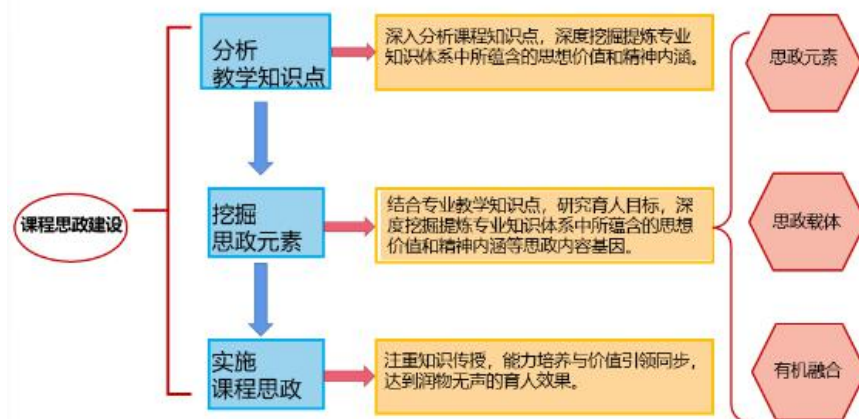 课程思政建设
分析
教学知识点
深入分析课程知识点，深度挖掘提炼专业
知识体系中所蕴含的思想价值和精神内涵。
挖掘
思政元素
结合专业教学知识点，研究育人目标，深
度挖掘提炼专业知识体系中所蕴含的思想
价值和精神内涵等思政内容基因。
实施
课程思政
注重知识传授，能力培养与价值引领同步，
达到润物无声的育人效果。
思政元素
思政载体
有机融合